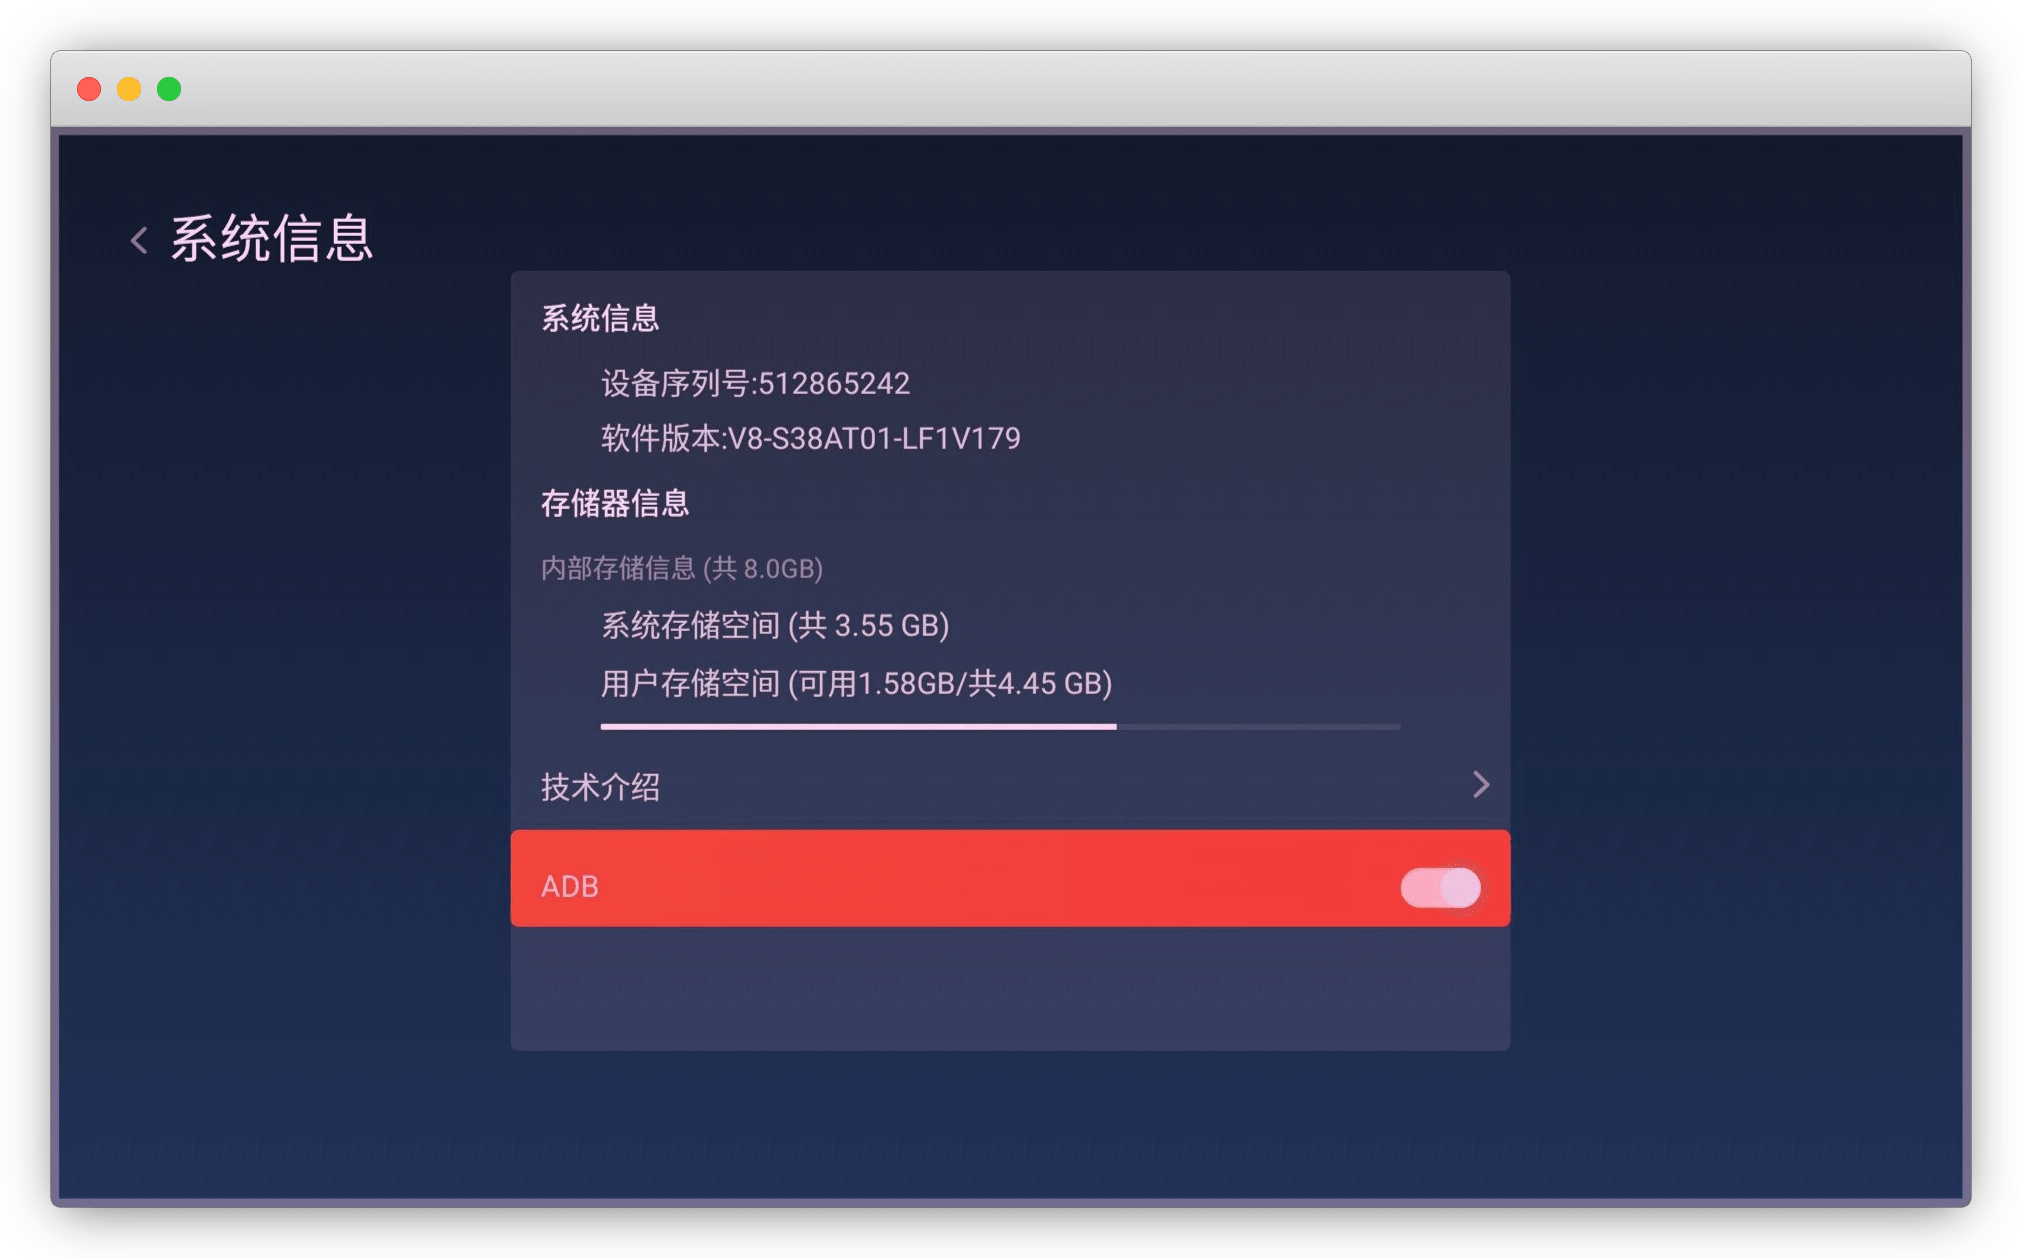 系统信息
系统信息
设备序列号:512865242
软件版本:V8-S38AT01-LF1V179
存储器信息
内部存储信息 (共 8.0GB)
系统存储空间 (共 3.55 GB)
用户存储空间 (可用1.58GB/共4.45 GB)
技术介绍
ADB